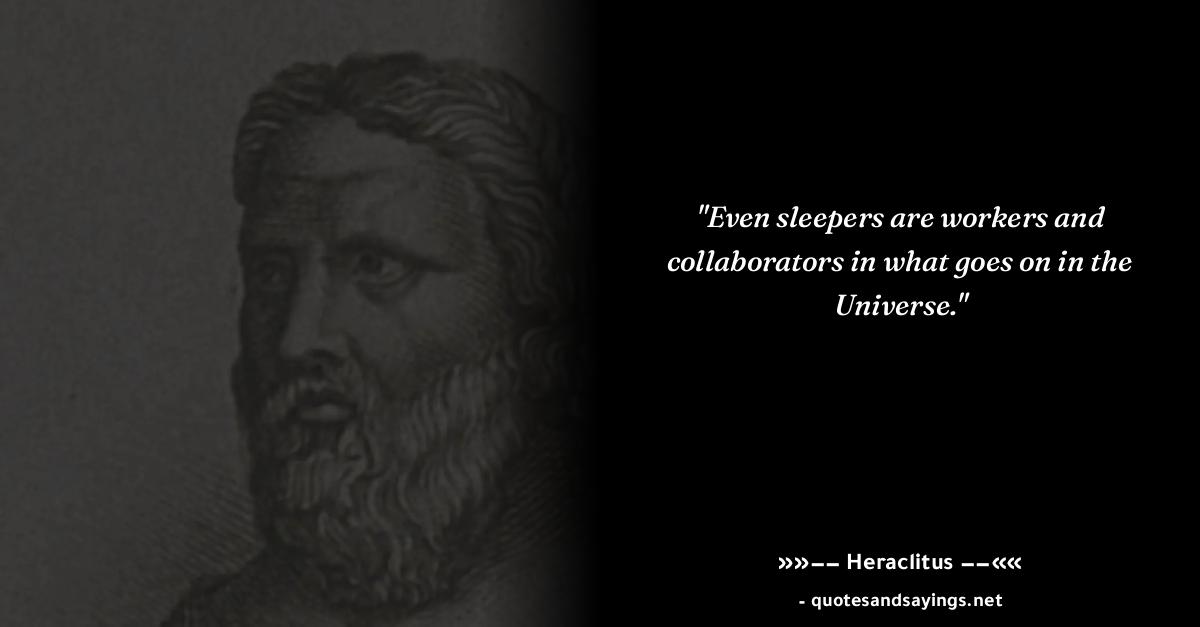 "Even sleepers are workers and
collaborators in what goes on in the
Universe."
»»−− Heraclitus −−««
- quotesandsayings.net